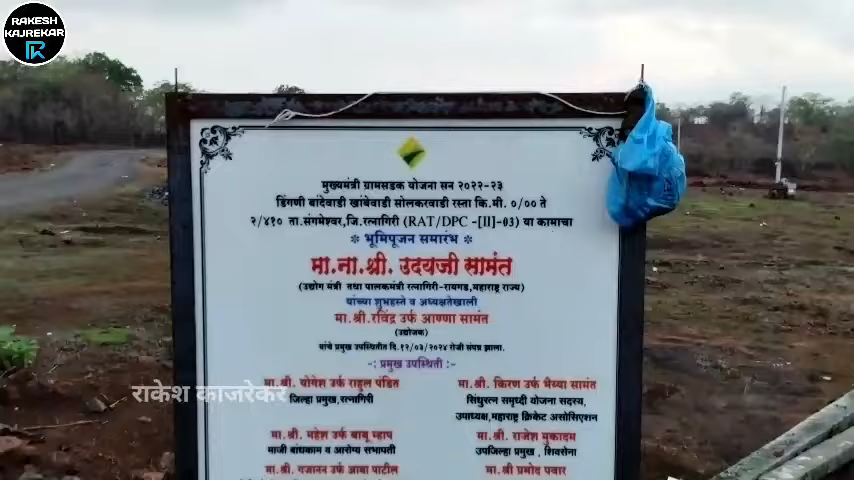 RAKESH
KAJREKAR
मुख्यमंत्री ग्रामसडक योजना सन २०२२-२३
डिंगणी बांदेवाडी खांबेवाडी सोलकरवाडी रस्ता कि.मी. ०/०० ते
२/४१० ता.संगमेश्वर,जि.रत्नागिरी (RAT/DPC -[II]-03) या कामाचा
भूमिपूजन समारंभ
मा.ना.श्री. उदयजी सामंत
(उद्योग मंत्री तथा पालकमंत्री रत्नागिरी-रायगड,महाराष्ट्र राज्य)
यांच्या शुभहस्ते व अध्यक्षतेखाली
मा.श्री.रविंद्र उर्फ आण्णा सामंत
(उद्योजक)
यांचे प्रमुख उपस्थितीत दि.१२/०३/२०२४ रोजी संपन्न झाला.
-: प्रमुख उपस्थिती :-
मा.श्री. योगेश उर्फ राहुल पंडित
जिल्हा प्रमुख,रत्नागिरी
मा.श्री. किरण उर्फ भैय्या सामंत
सिंधुरत्न समृध्दी योजना सदस्य,
उपाध्यक्ष,महाराष्ट्र क्रिकेट असोसिएशन
राकेश काजरेकर
मा.श्री. महेश उर्फ बाबू म्हाप
माजी बांधकाम व आरोग्य सभापती
मा.श्री. राजेश मुकादम
उपजिल्हा प्रमुख , शिवसेना
मा.श्री. गजानन उर्फ आबा पाटील
मा.श्री प्रमोद पवार